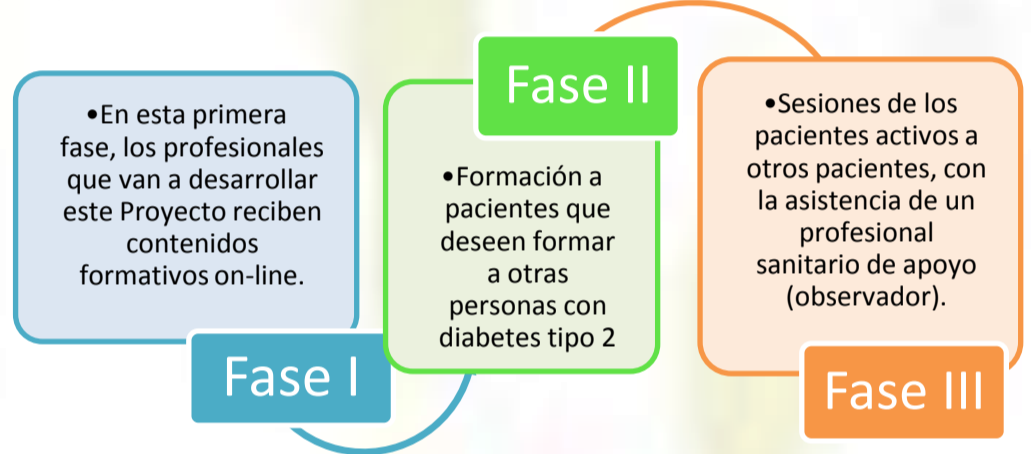 •En esta primera
fase, los profesionales
que van a desarrollar
este Proyecto reciben
contenidos
formativos on-line.
Fase I
Fase II
•Formación a
pacientes que
deseen formar
a otras
personas con
diabetes tipo 2
•Sesiones de los
pacientes activos a
otros pacientes, con
la asistencia de un
profesional
sanitario de apoyo
(observador).
Fase III